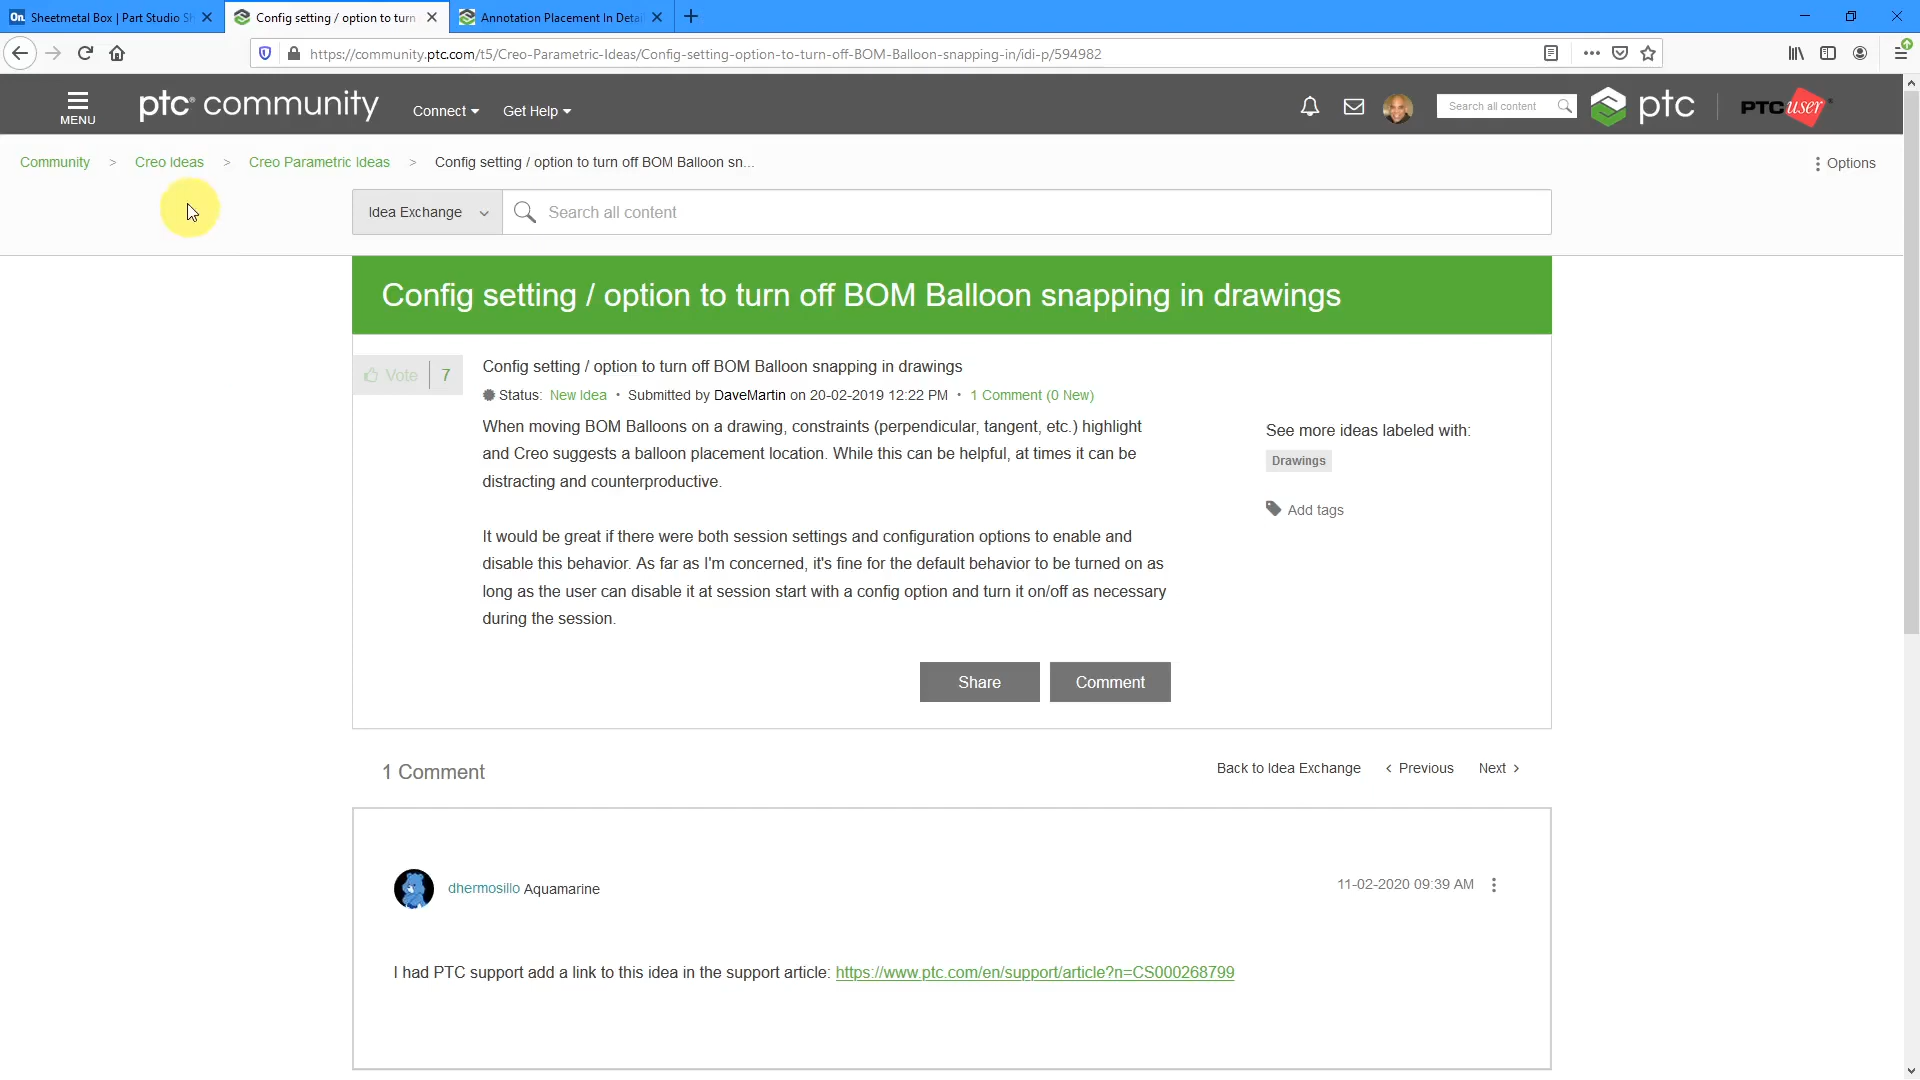 On. Sheetmetal Box | Part Studio Sh
Config setting / option to turn
Annotation Placement In Detai
https://community.ptc.com/t5/Creo-Parametric-Ideas/Config-setting-option-to-turn-off-BOM-Balloon-snapping-in/idi-p/594982
MENU
ptc community
Connect
Get Help
Search all content
ptc
PTC user
Community > Creo Ideas > Creo Parametric Ideas > Config setting / option to turn off BOM Balloon sn...
Options
Idea Exchange
Search all content
Config setting / option to turn off BOM Balloon snapping in drawings
Vote 7
Config setting / option to turn off BOM Balloon snapping in drawings
Status: New Idea • Submitted by DaveMartin on 20-02-2019 12:22 PM • 1 Comment (0 New)
When moving BOM Balloons on a drawing, constraints (perpendicular, tangent, etc.) highlight
and Creo suggests a balloon placement location. While this can be helpful, at times it can be
distracting and counterproductive.
It would be great if there were both session settings and configuration options to enable and
disable this behavior. As far as I'm concerned, it's fine for the default behavior to be turned on as
long as the user can disable it at session start with a config option and turn it on/off as necessary
during the session.
See more ideas labeled with:
Drawings
Add tags
Share
Comment
1 Comment
Back to Idea Exchange
‹ Previous
Next ›
dhermosillo Aquamarine
11-02-2020 09:39 AM
I had PTC support add a link to this idea in the support article: https://www.ptc.com/en/support/article?n=CS000268799